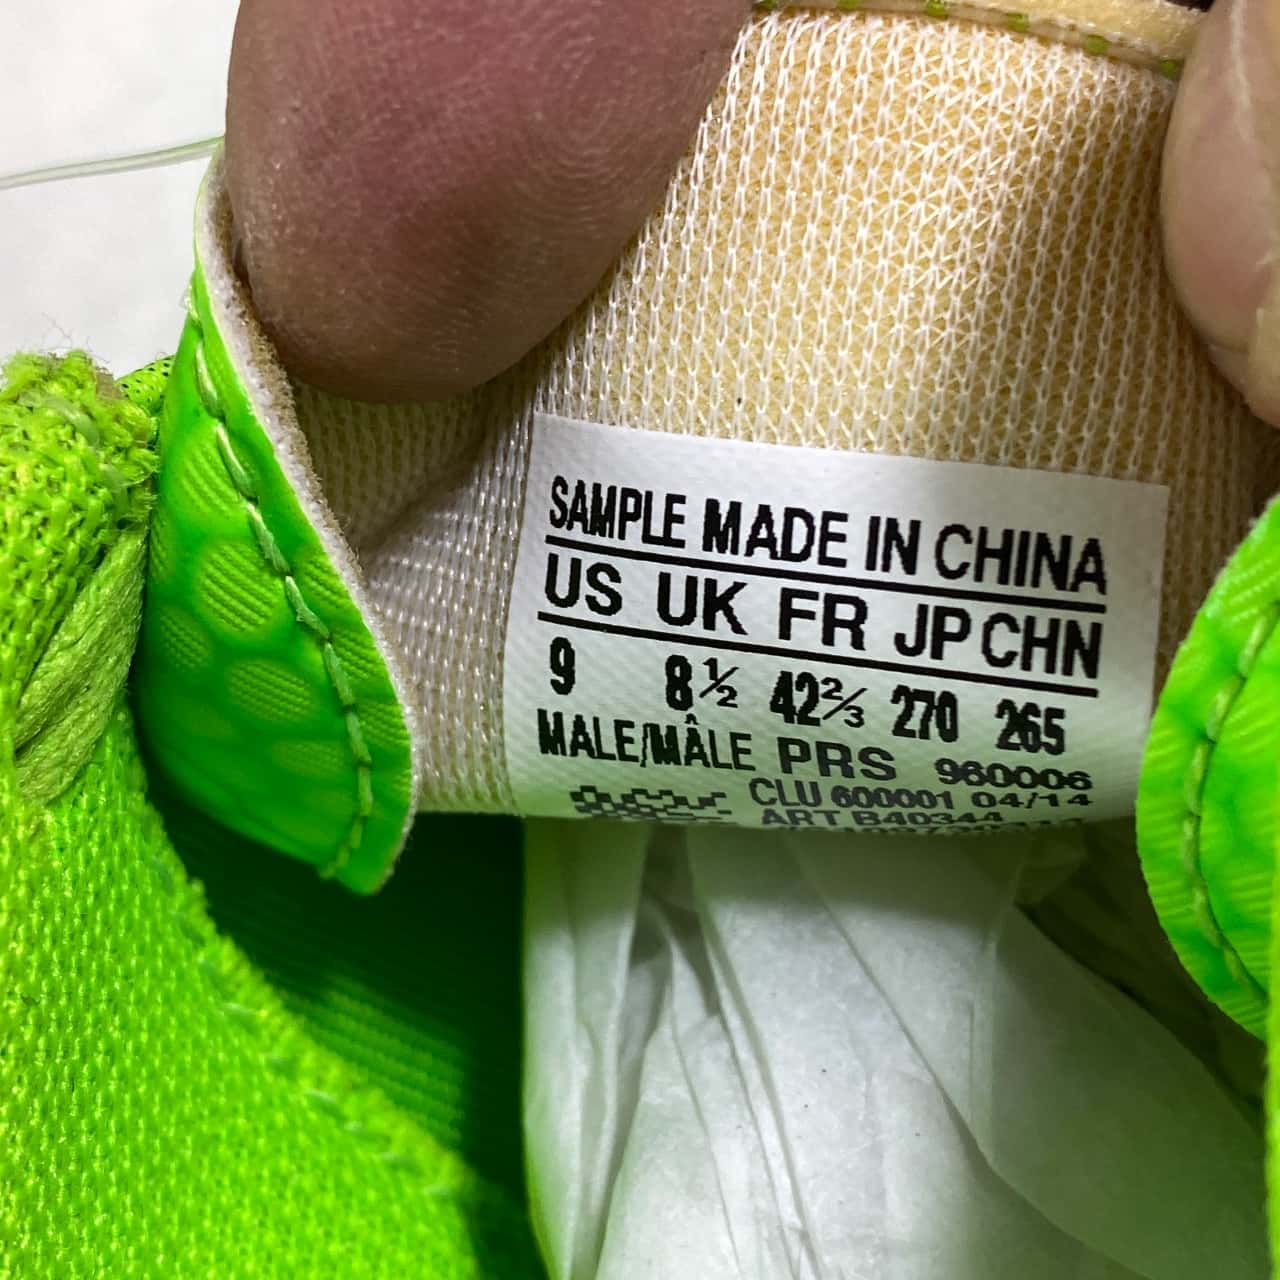 SAMPLE MADE IN CHINA
US UK FR JP CHN
9 8½ 42⅔ 270 265
MALE/MÂLE PRS 960006
CLU 600001 04/14
ART B40344